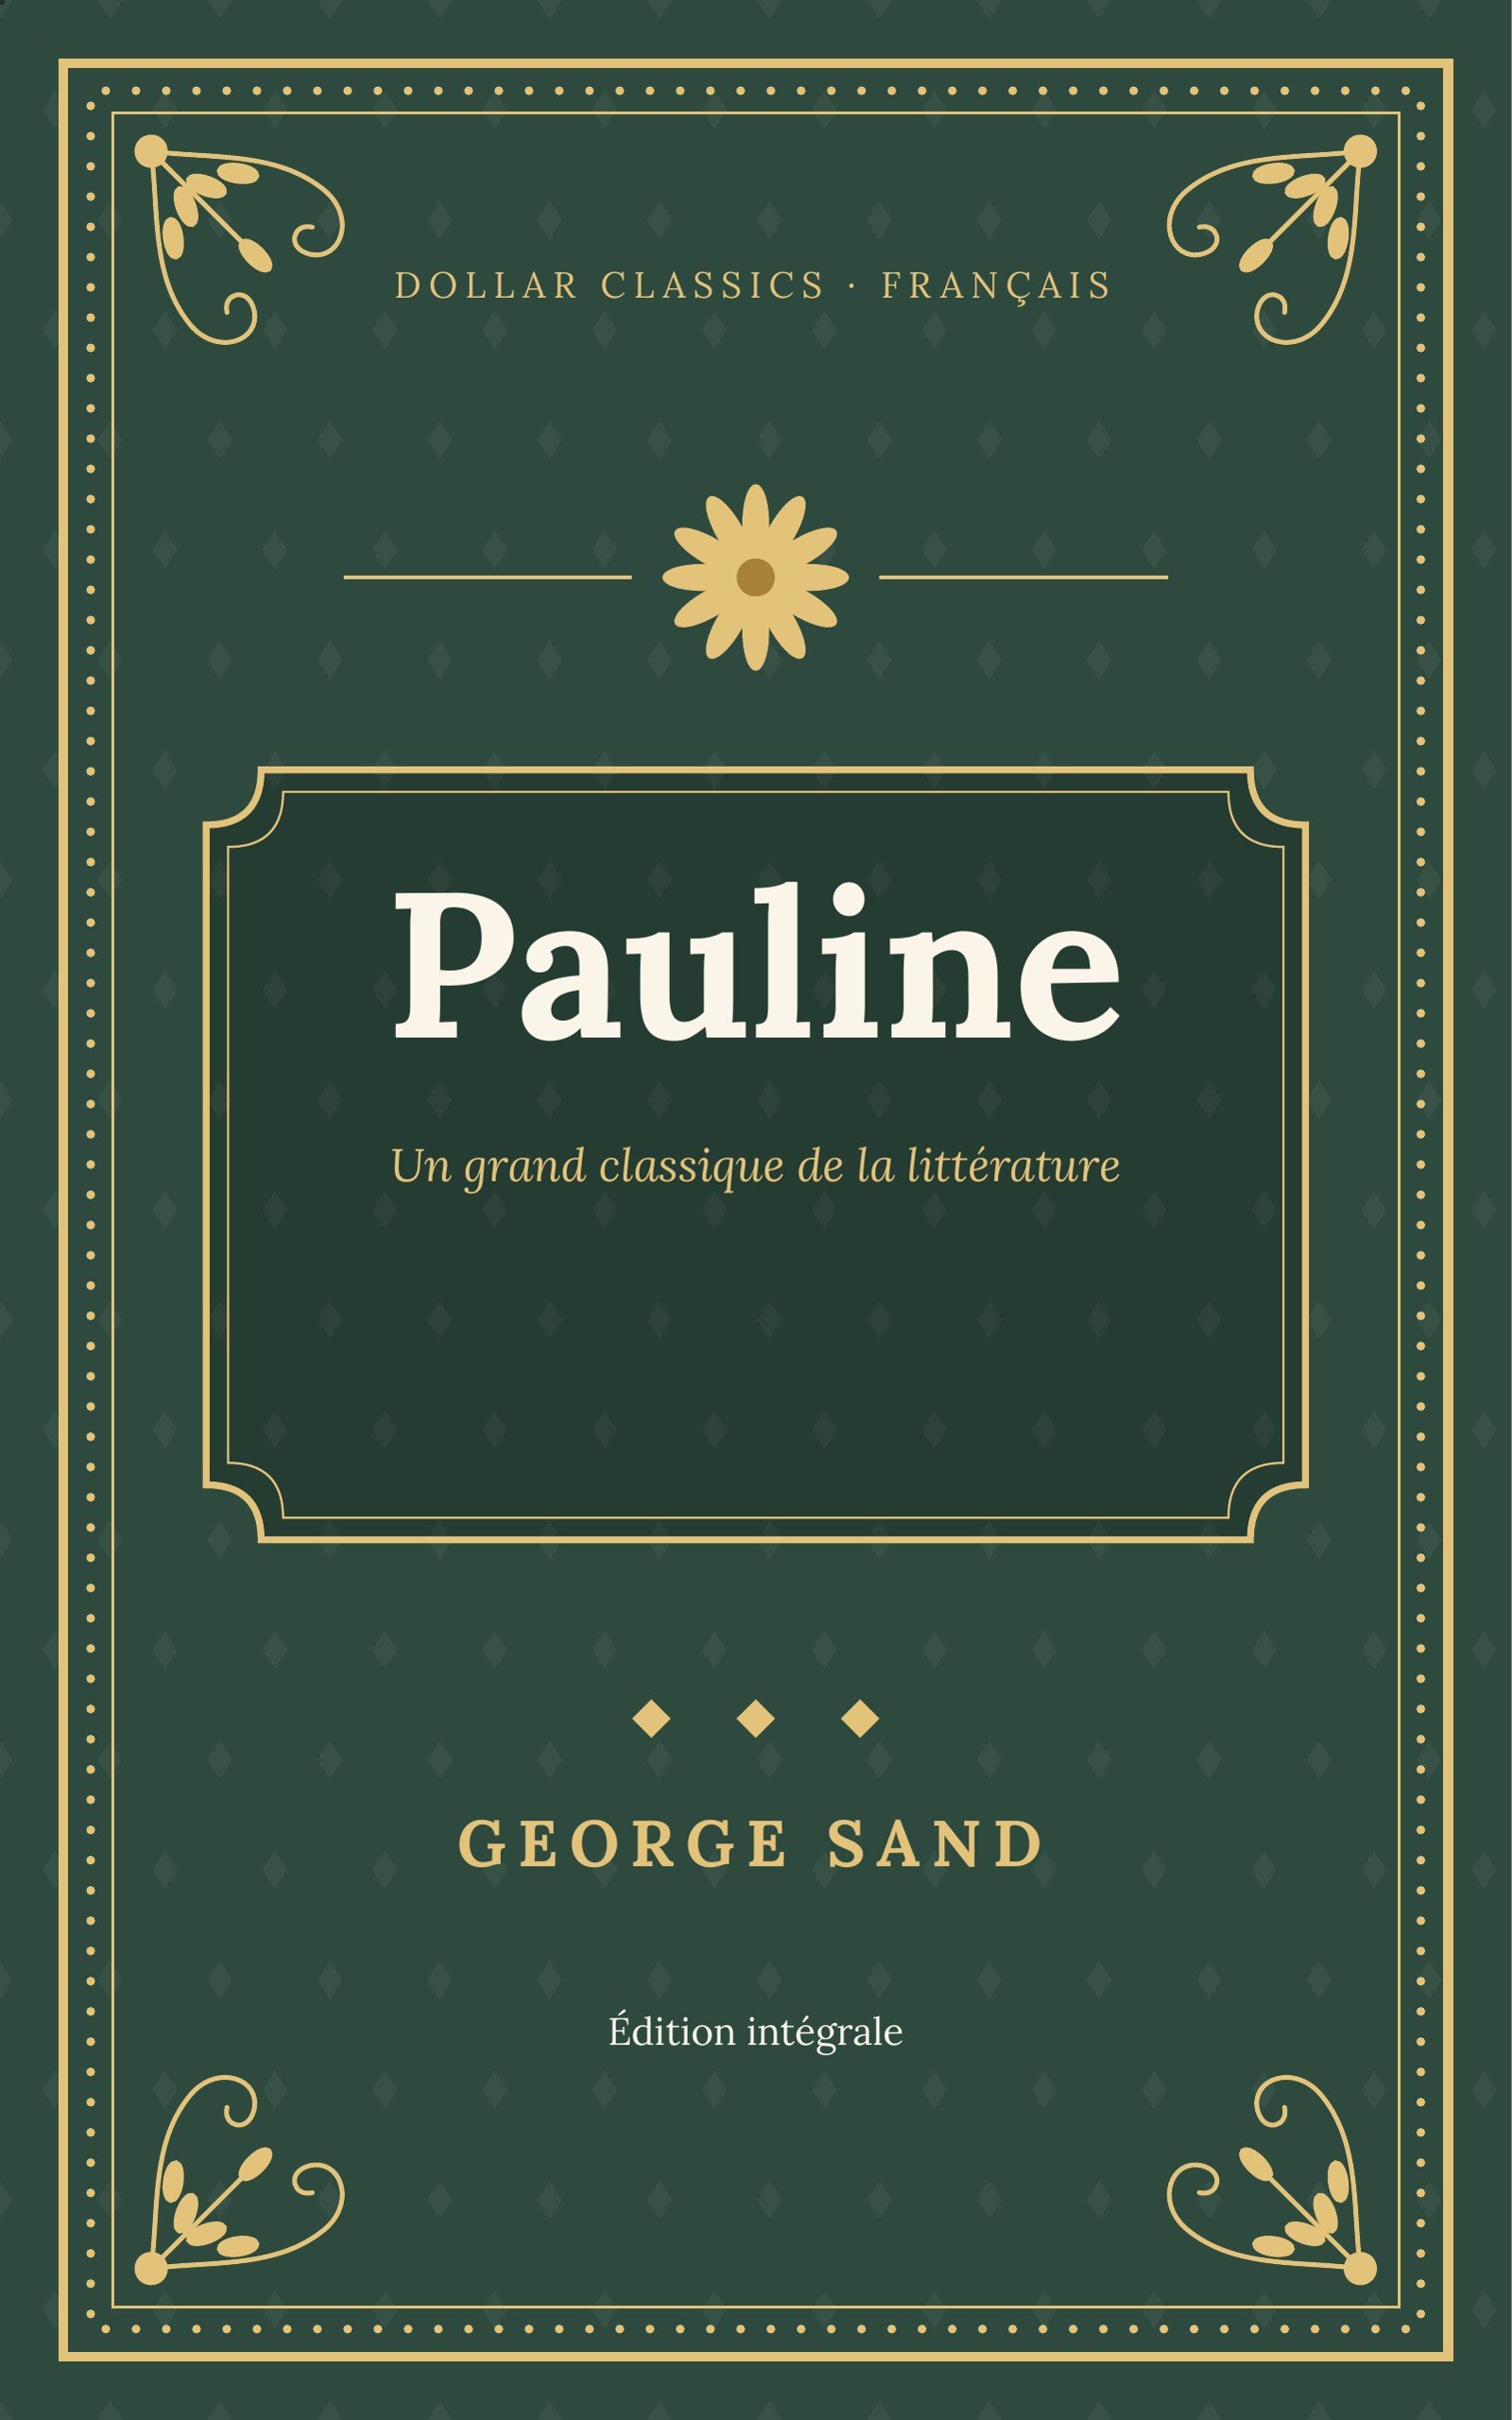 DOLLAR CLASSICS · FRANÇAIS
Pauline
Un grand classique de la littérature
GEORGE SAND
Édition intégrale